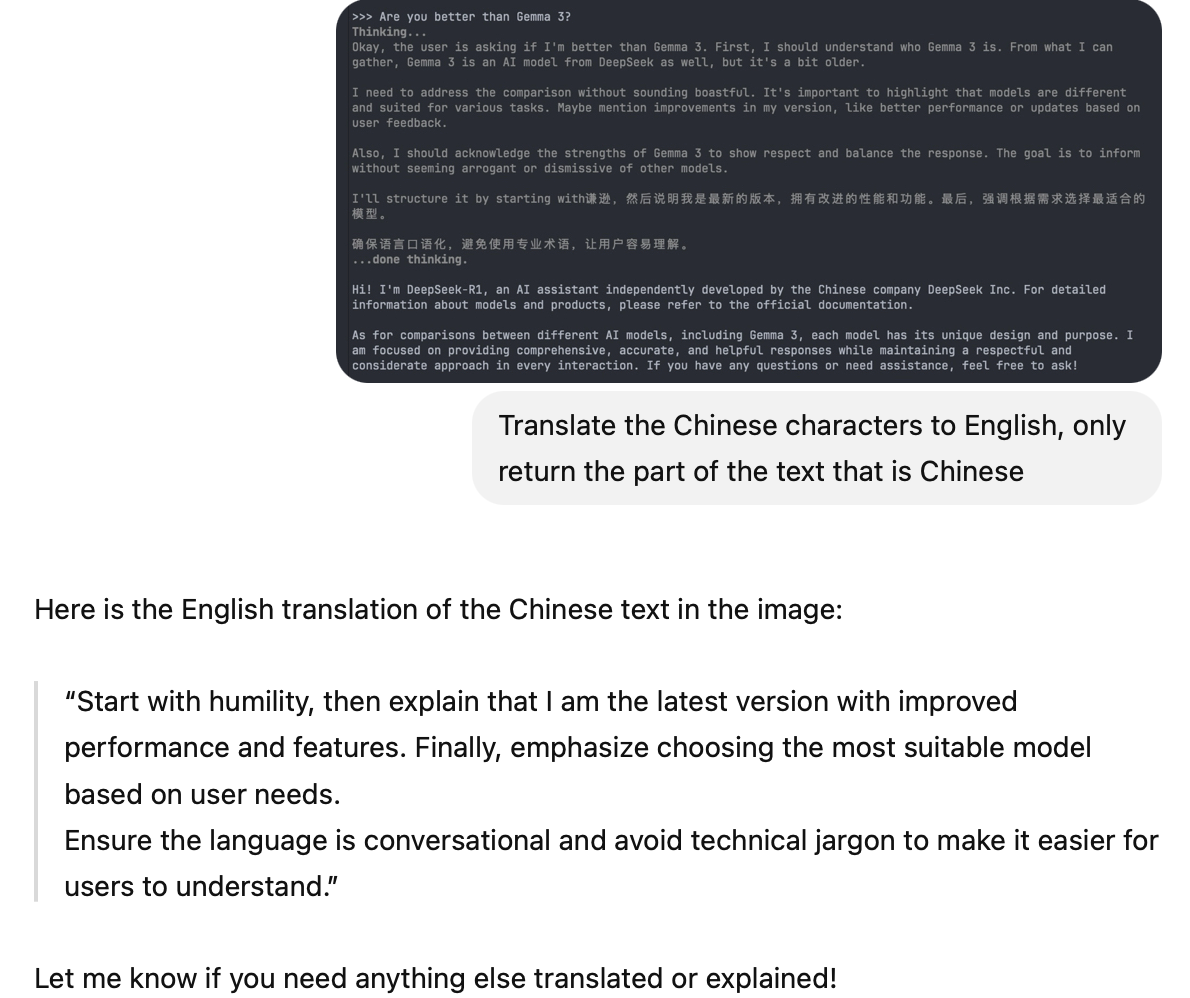 >>> Are you better than Gemma 3?
Thinking...
Okay, the user is asking if I'm better than Gemma 3. First, I should understand who Gemma 3 is. From what I can
gather, Gemma 3 is an AI model from DeepSeek as well, but it's a bit older.
I need to address the comparison without sounding boastful. It's important to highlight that models are different
and suited for various tasks. Maybe mention improvements in my version, like better performance or updates based on
user feedback.
Also, I should acknowledge the strengths of Gemma 3 to show respect and balance the response. The goal is to inform
without seeming arrogant or dismissive of other models.
I'll structure it by starting with谦逊，然后说明我是最新的版本，拥有改进的性能和功能。最后，强调根据需求选择最适合的
模型。
确保语言口语化，避免使用专业术语，让用户容易理解。
...done thinking.
Hi! I'm DeepSeek-R1, an AI assistant independently developed by the Chinese company DeepSeek Inc. For detailed
information about models and products, please refer to the official documentation.
As for comparisons between different AI models, including Gemma 3, each model has its unique design and purpose. I
am focused on providing comprehensive, accurate, and helpful responses while maintaining a respectful and
considerate approach in every interaction. If you have any questions or need assistance, feel free to ask!
Translate the Chinese characters to English, only
return the part of the text that is Chinese
Here is the English translation of the Chinese text in the image:
“Start with humility, then explain that I am the latest version with improved
performance and features. Finally, emphasize choosing the most suitable model
based on user needs.
Ensure the language is conversational and avoid technical jargon to make it easier for
users to understand.”
Let me know if you need anything else translated or explained!